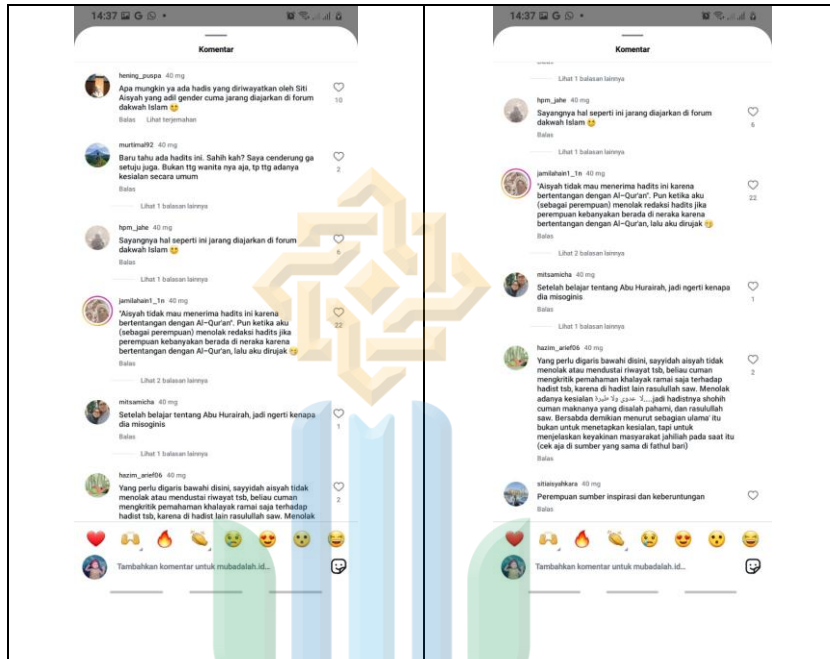 14:37
Komentar
hening_puspa 40 mg
Apa mungkin ya ada hadis yang diriwayatkan oleh Siti
Aisyah yang adil gender cuma jarang diajarkan di forum
dakwah Islam 😊
10
Balas Lihat terjemahan
murtimal92 40 mg
Baru tahu ada hadits ini. Sahih kah? Saya cenderung ga
setuju juga. Bukan ttg wanita nya aja, tp ttg adanya
kesialan secara umum
2
Balas
Lihat 1 balasan lainnya
hpm_jahe 40 mg
Sayangnya hal seperti ini jarang diajarkan di forum
dakwah Islam 😊
6
Balas
Lihat 1 balasan lainnya
jamilahain1_1n 40 mg
"Aisyah tidak mau menerima hadits ini karena
bertentangan dengan Al-Qur'an". Pun ketika aku
(sebagai perempuan) menolak redaksi hadits jika
perempuan kebanyakan berada di neraka karena
bertentangan dengan Al-Qur'an, lalu aku dirujak 🤧
22
Balas
Lihat 2 balasan lainnya
mitsamicha 40 mg
Setelah belajar tentang Abu Hurairah, jadi ngerti kenapa
dia misoginis
1
Balas
Lihat 1 balasan lainnya
hazim_arief06 40 mg
Yang perlu digaris bawahi disini, sayyidah aisyah tidak
menolak atau mendustai riwayat tsb, beliau cuman
mengkritik pemahaman khalayak ramai saja terhadap
hadist tsb, karena di hadist lain rasulullah saw. Menolak
2
Tambahkan komentar untuk mubadalah.id...
14:37
Komentar
Lihat 1 balasan lainnya
hpm_jahe 40 mg
Sayangnya hal seperti ini jarang diajarkan di forum
dakwah Islam 😊
6
Balas
Lihat 1 balasan lainnya
jamilahain1_1n 40 mg
"Aisyah tidak mau menerima hadits ini karena
bertentangan dengan Al-Qur'an". Pun ketika aku
(sebagai perempuan) menolak redaksi hadits jika
perempuan kebanyakan berada di neraka karena
bertentangan dengan Al-Qur'an, lalu aku dirujak 🤧
22
Balas
Lihat 2 balasan lainnya
mitsamicha 40 mg
Setelah belajar tentang Abu Hurairah, jadi ngerti kenapa
dia misoginis
1
Balas
Lihat 1 balasan lainnya
hazim_arief06 40 mg
Yang perlu digaris bawahi disini, sayyidah aisyah tidak
menolak atau mendustai riwayat tsb, beliau cuman
mengkritik pemahaman khalayak ramai saja terhadap
hadist tsb, karena di hadist lain rasulullah saw. Menolak
adanya kesialan لا عدوي ولا طيرة....jadi hadistnya shohih
cuman maknanya yang disalah pahami, dan rasulullah
saw. Bersabda demikian menurut sebagian ulama' itu
bukan untuk menetapkan kesialan, tapi untuk
menjelaskan keyakinan masyarakat jahiliah pada saat itu
(cek aja di sumber yang sama di fathul bari)
2
Balas
sitiaisyahkara 40 mg
Perempuan sumber inspirasi dan keberuntungan
Balas
Tambahkan komentar untuk mubadalah.id...